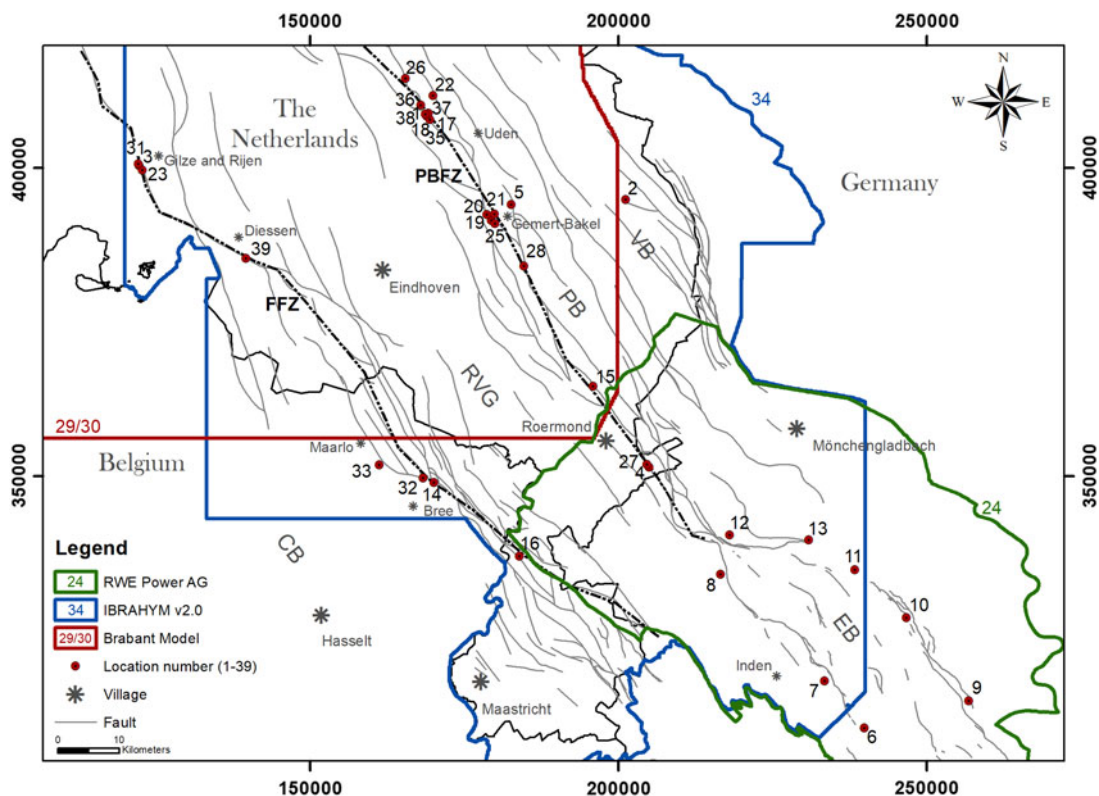 150000
200000
250000
400000
350000
400000
350000
150000
200000
250000
N
W
E
S
26
22
36
37
1
38
17
18
35
Uden
The
Netherlands
34
Germany
31
3
Gilze and Rijen
23
PBFZ
2
20
21
5
19
Gemert-Bakel
25
VB
Diessen
39
28
Eindhoven
FFZ
PB
RVG
15
29/30
Roermond
Mönchengladbach
Maarlo
Belgium
33
27
4
24
32
14
Bree
CB
16
12
13
8
11
10
EB
Hasselt
Inden
7
9
Maastricht
6
Legend
24
RWE Power AG
34
IBRAHYM v2.0
29/30
Brabant Model
Location number (1-39)
Village
Fault
0
10
Kilometers